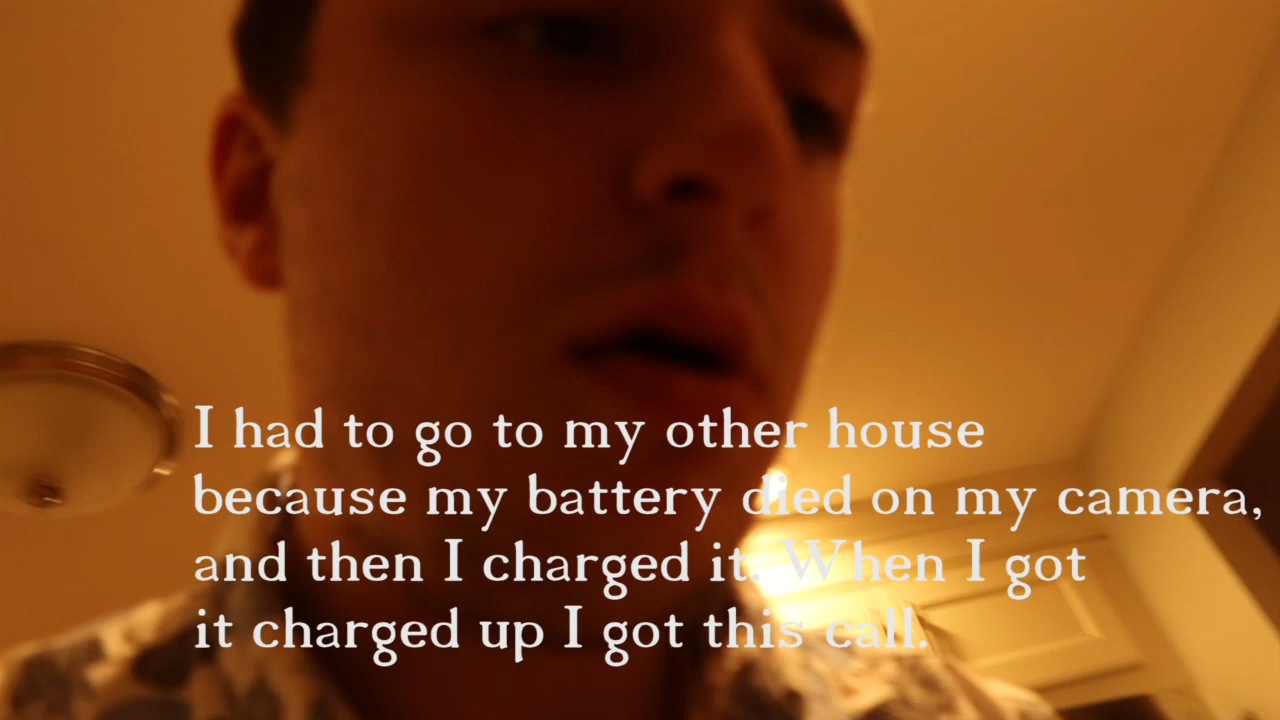 I had to go to my other house
because my battery died on my camera,
and then I charged it. When I got
it charged up I got this call.